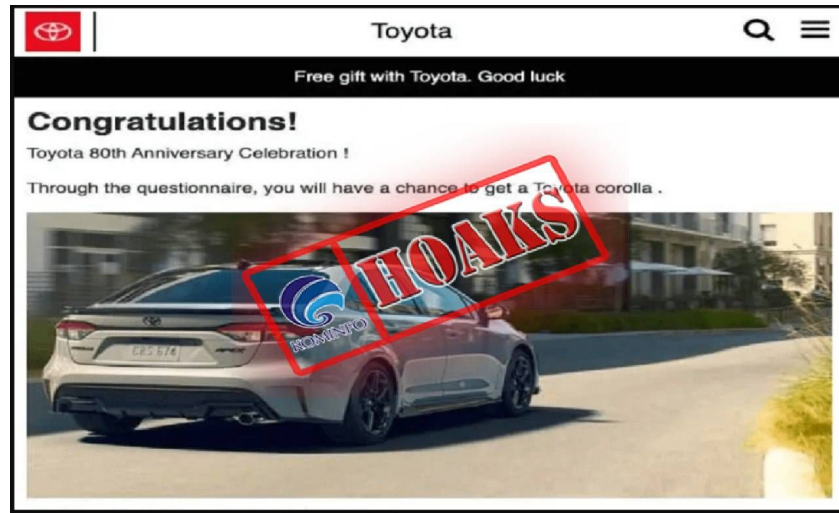 Toyota
Free gift with Toyota. Good luck
Congratulations!
Toyota 80th Anniversary Celebration !
Through the questionnaire, you will have a chance to get a Toyota corolla .
HOAKS
KOMINFO
APEX